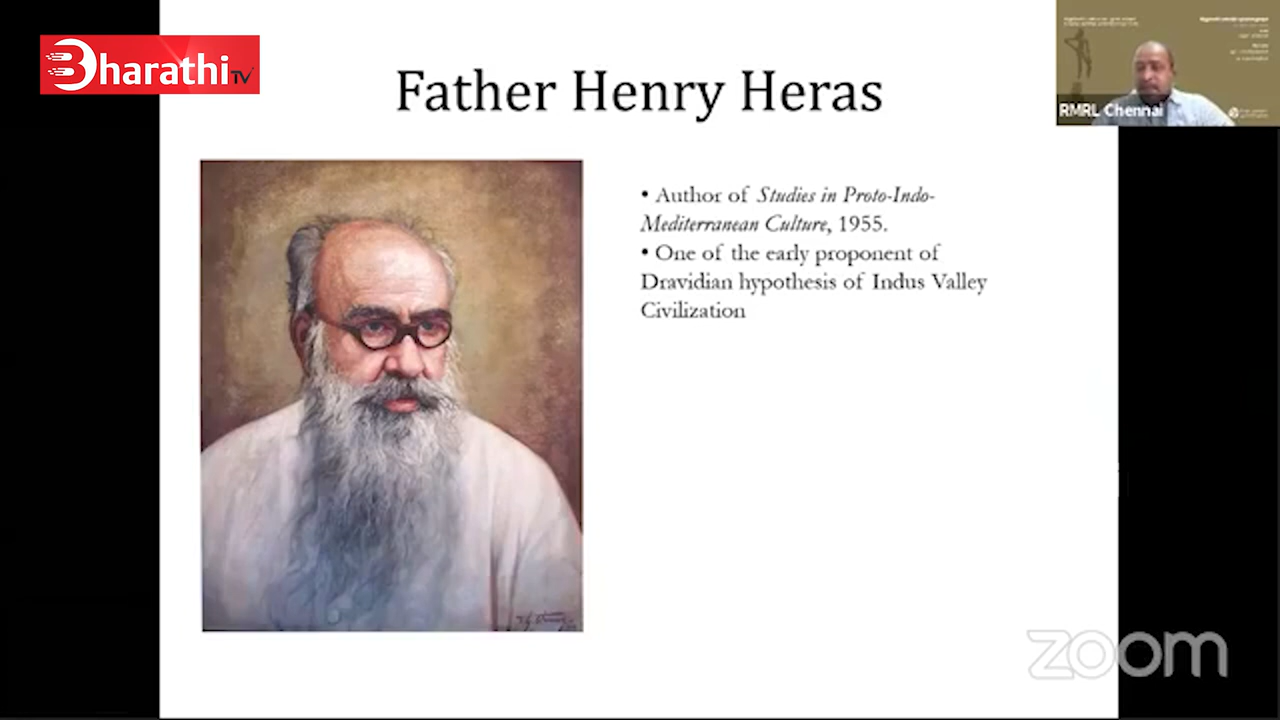 Bharathi TV
Father Henry Heras
RMRL Chennai
• Author of Studies in Proto-Indo-
Mediterranean Culture, 1955.
• One of the early proponent of
Dravidian hypothesis of Indus Valley
Civilization
zoom